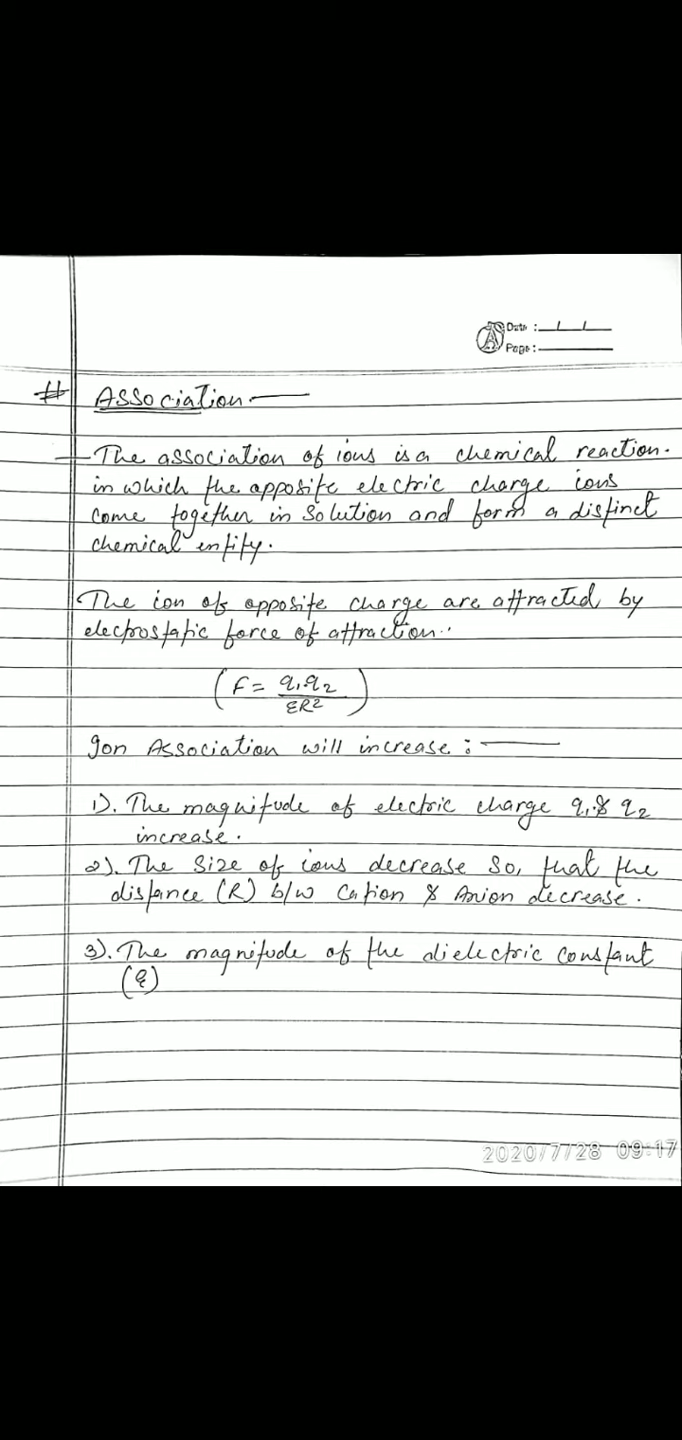 Date : / /
Page :
# Association
The association of ions is a chemical reaction.
in which the opposite electric charge ions
come together in solution and form a distinct
chemical entity.
The ion of opposite charge are attracted by
electrostatic force of attraction.
(F = q1.q2 / εR²)
Ion Association will increase :
1). The magnitude of electric charge q1 & q2
increase.
2). The size of ions decrease so, that the
distance (R) b/w Cation & Anion decrease.
3). The magnitude of the dielectric constant
(ε)
2020/7/28 09:17